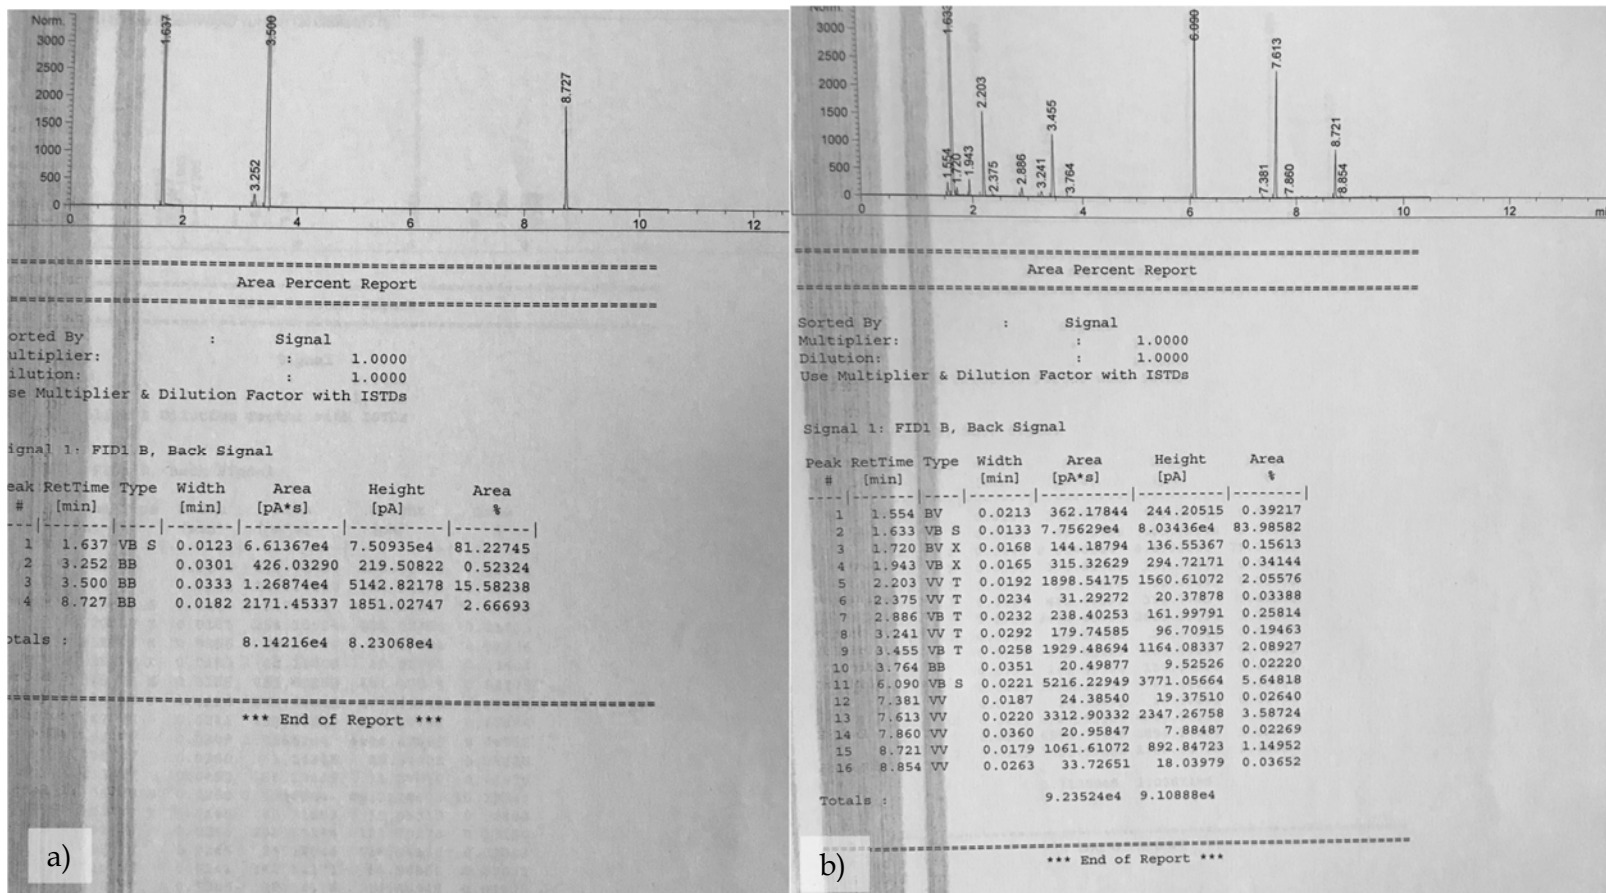 Norm.
3000
2500
2000
1500
1000
500
0
1.637
3.252
3.500
8.727
0
2
4
6
8
10
12
Area Percent Report
orted By : Signal
ultiplier: : 1.0000
ilution: : 1.0000
se Multiplier & Dilution Factor with ISTDs
ignal 1: FID1 B, Back Signal
eak RetTime Type Width Area Height Area
# [min] [min] [pA*s] [pA] %
1 1.637 VB S 0.0123 6.61367e4 7.50935e4 81.22745
2 3.252 BB 0.0301 426.03290 219.50822 0.52324
3 3.500 BB 0.0333 1.26874e4 5142.82178 15.58238
4 8.727 BB 0.0182 2171.45337 1851.02747 2.66693
otals : 8.14216e4 8.23068e4
*** End of Report ***
a)
3000
2500
2000
1500
1000
500
0
1.554
1.633
1.720
1.943
2.203
2.375
2.886
3.241
3.455
3.764
6.090
7.381
7.613
7.860
8.721
8.854
0
2
4
6
8
10
12
Area Percent Report
Sorted By : Signal
Multiplier: : 1.0000
Dilution: : 1.0000
Use Multiplier & Dilution Factor with ISTDs
Signal 1: FID1 B, Back Signal
Peak RetTime Type Width Area Height Area
# [min] [min] [pA*s] [pA] %
1 1.554 BV 0.0213 362.17844 244.20515 0.39217
2 1.633 VB S 0.0133 7.75629e4 8.03436e4 83.98582
3 1.720 BV X 0.0168 144.18794 136.55367 0.15613
4 1.943 VB X 0.0165 315.32629 294.72171 0.34144
5 2.203 VV T 0.0192 1898.54175 1560.61072 2.05576
6 2.375 VV T 0.0234 31.29272 20.37878 0.03388
7 2.886 VB T 0.0232 238.40253 161.99791 0.25814
8 3.241 VV T 0.0292 179.74585 96.70915 0.19463
9 3.455 VB T 0.0258 1929.48694 1164.08337 2.08927
10 3.764 BB 0.0351 20.49877 9.52526 0.02220
11 6.090 VB S 0.0221 5216.22949 3771.05664 5.64818
12 7.381 VV 0.0187 24.38540 19.37510 0.02640
13 7.613 VV 0.0220 3312.90332 2347.26758 3.58724
14 7.860 VV 0.0360 20.95847 7.88487 0.02269
15 8.721 VV 0.0179 1061.61072 892.84723 1.14952
16 8.854 VV 0.0263 33.72651 18.03979 0.03652
Totals : 9.23524e4 9.10888e4
*** End of Report ***
b)